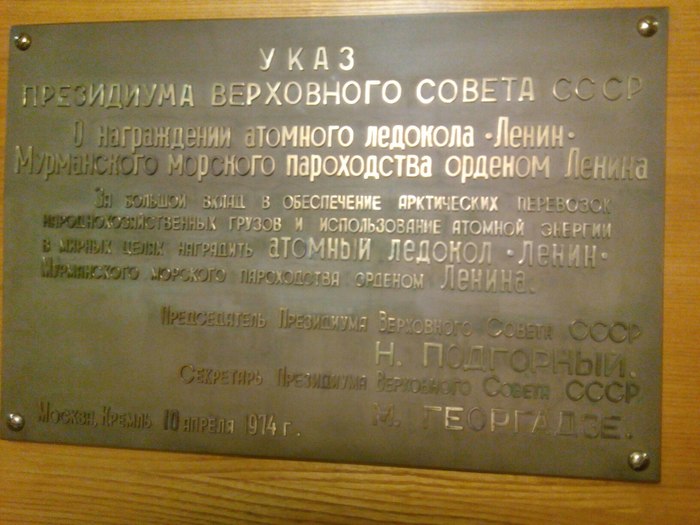 УКАЗ
ПРЕЗИДИУМА ВЕРХОВНОГО СОВЕТА СССР
О награждении атомного ледокола •Ленин•
Мурманского морского пароходства орденом Ленина
За большой вклад в обеспечение арктических перевозок
народнохозяйственных грузов и использование атомной энергии
в мирных целях наградить атомный ледокол •Ленин•
Мурманского морского пароходства орденом Ленина.
Председатель Президиума Верховного Совета СССР
Н. ПОДГОРНЫЙ.
Секретарь Президиума Верховного Совета СССР
М. ГЕОРГАДЗЕ.
Москва, Кремль 10 апреля 1974 г.